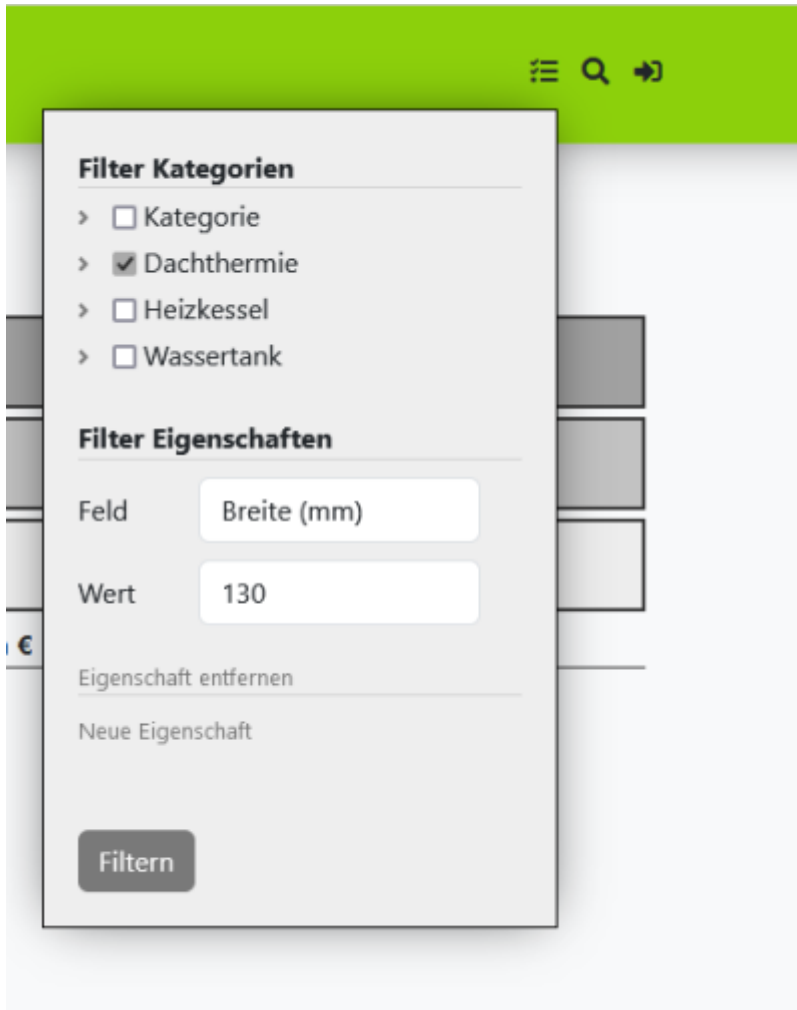 Filter Kategorien
Kategorie
Dachthermie
Heizkessel
Wassertank
Filter Eigenschaften
Feld Breite (mm)
Wert 130
€
Eigenschaft entfernen
Neue Eigenschaft
Filtern